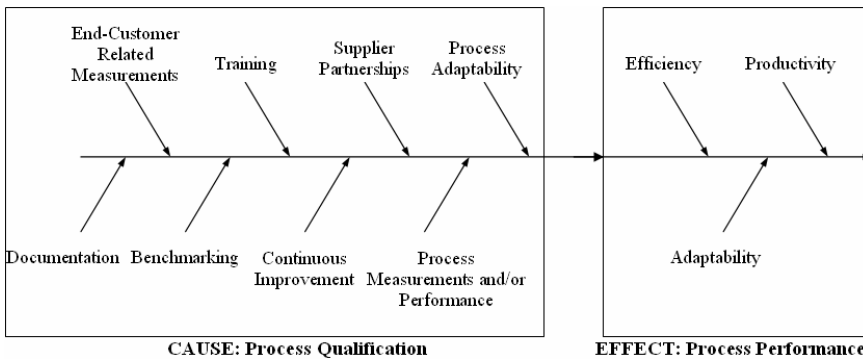 End-Customer
Related
Measurements
Training
Supplier
Partnerships
Process
Adaptability
Efficiency
Productivity
Documentation
Benchmarking
Continuous
Improvement
Process
Measurements and/or
Performance
Adaptability
CAUSE: Process Qualification
EFFECT: Process Performance